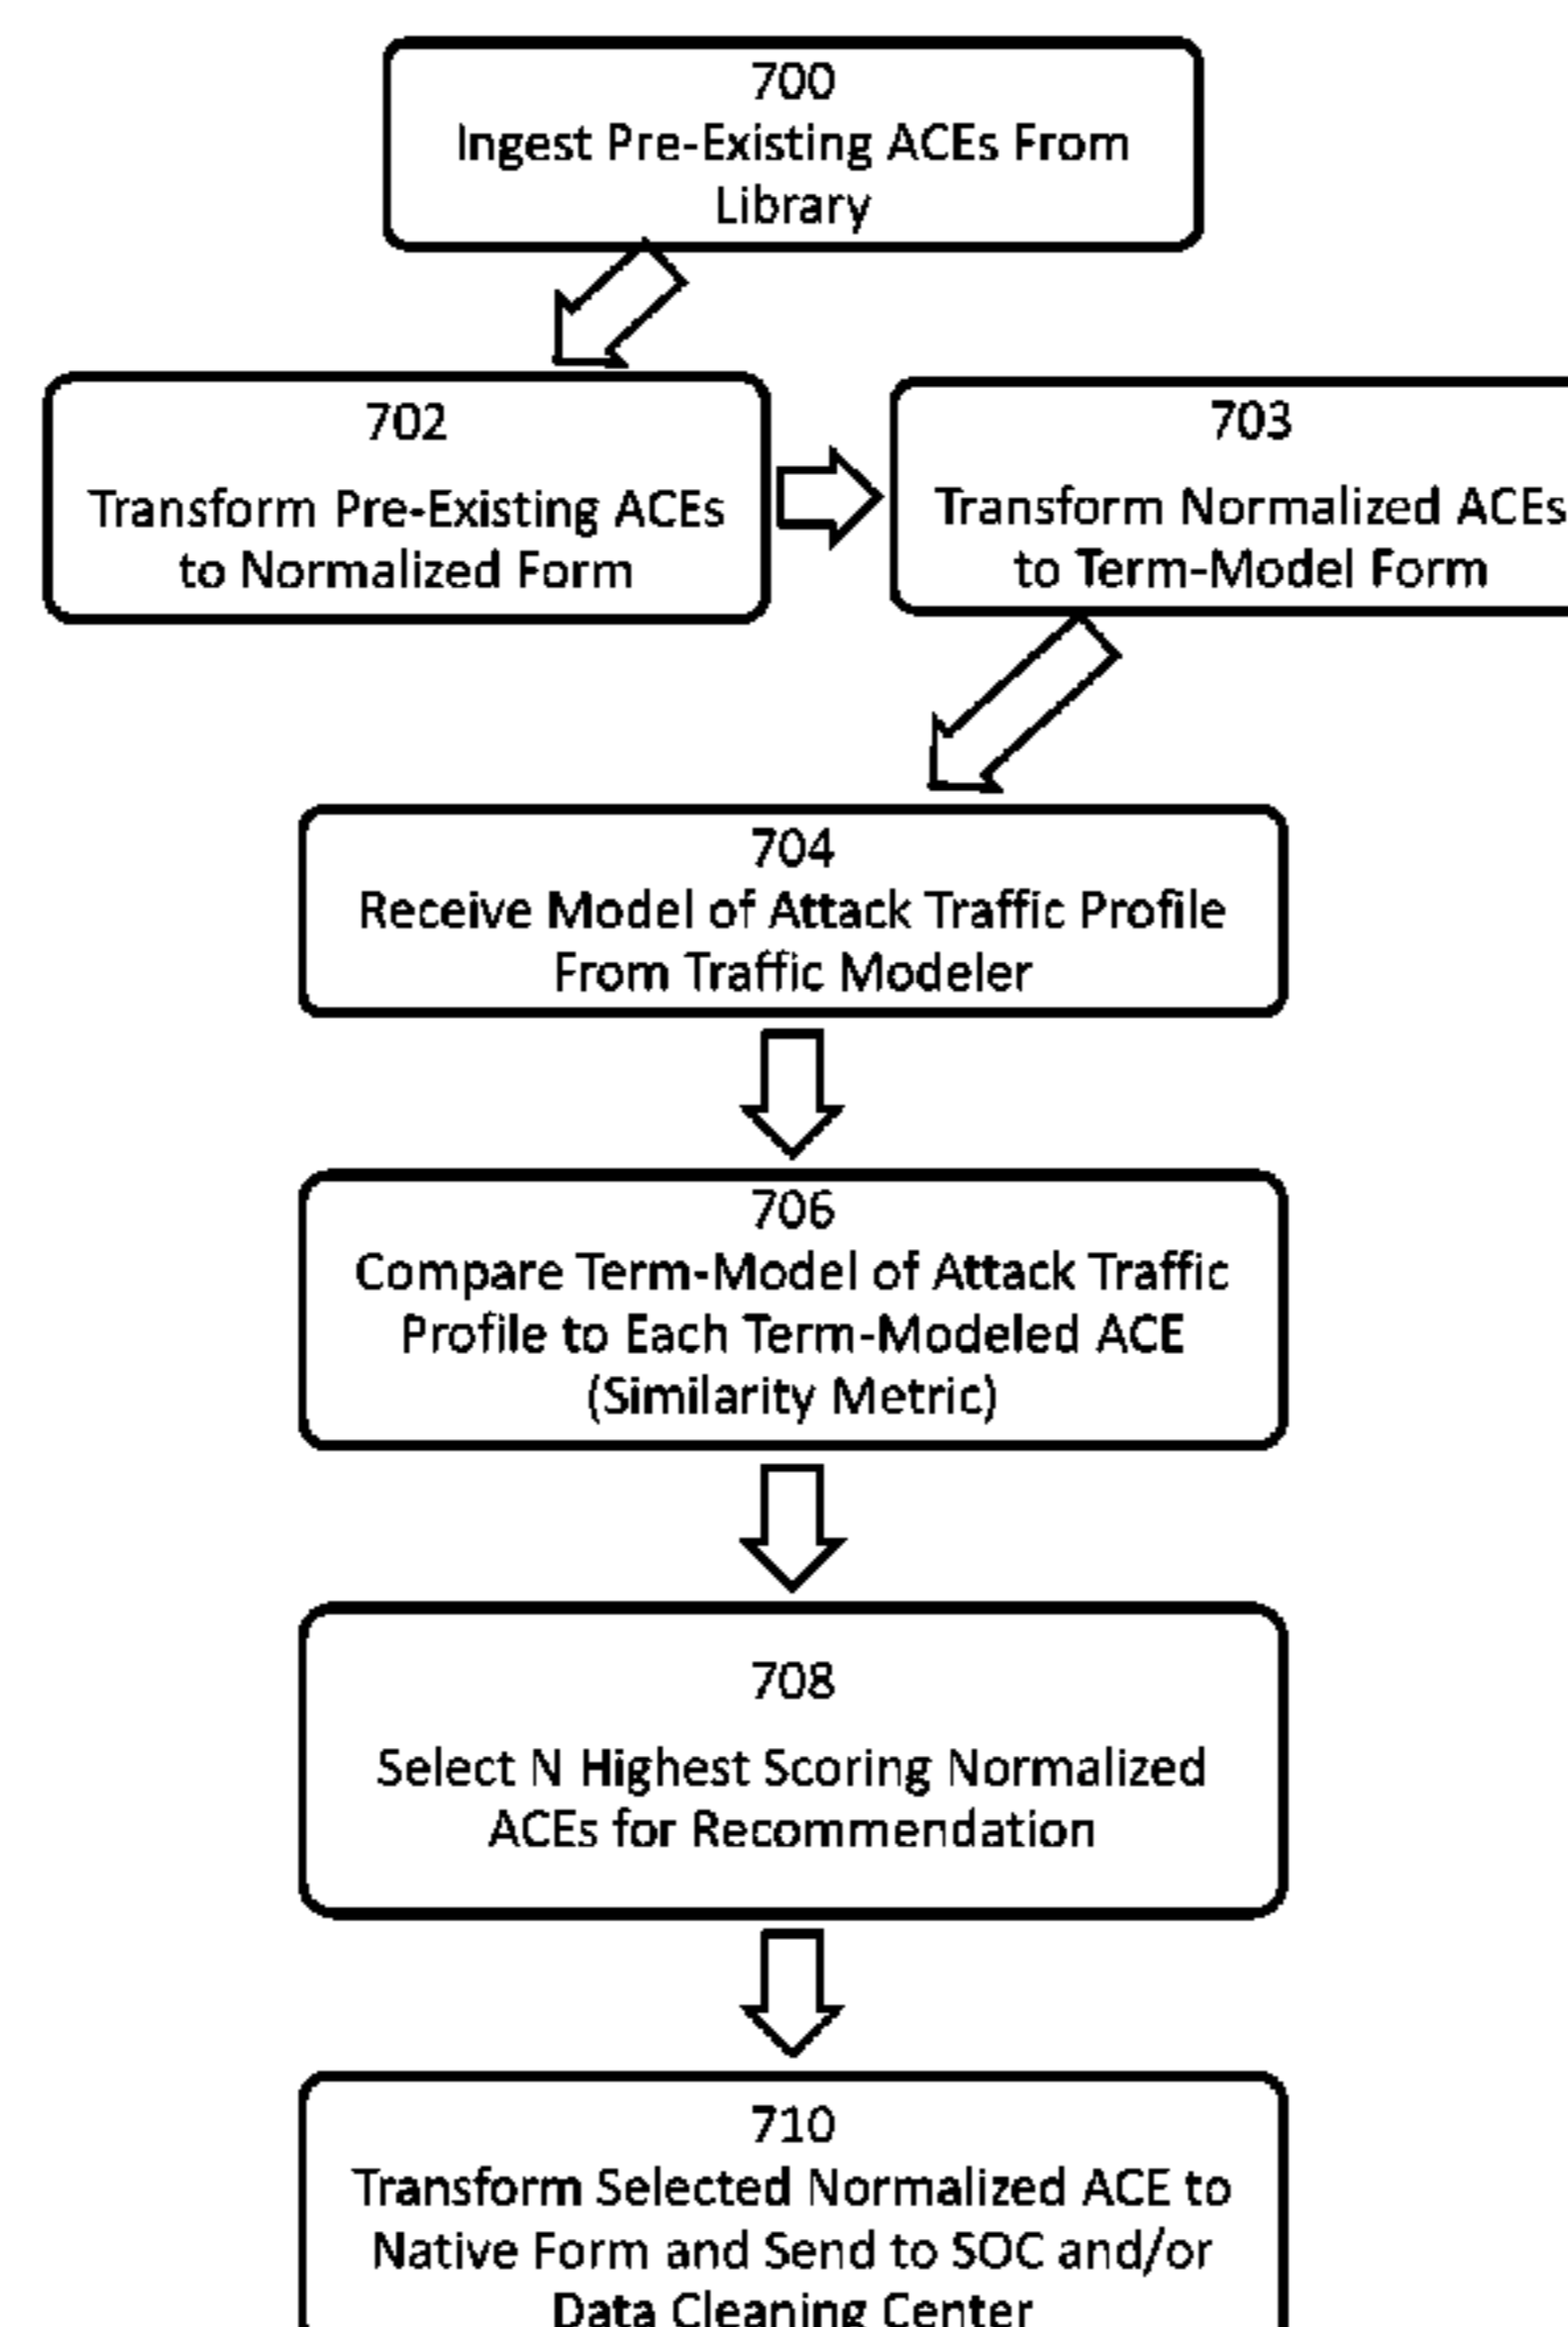 700
Ingest Pre-Existing ACEs From
Library
702
Transform Pre-Existing ACEs
to Normalized Form
703
Transform Normalized ACEs
to Term-Model Form
704
Receive Model of Attack Traffic Profile
From Traffic Modeler
706
Compare Term-Model of Attack Traffic
Profile to Each Term-Modeled ACE
(Similarity Metric)
708
Select N Highest Scoring Normalized
ACEs for Recommendation
710
Transform Selected Normalized ACE to
Native Form and Send to SOC and/or
Data Cleaning Center